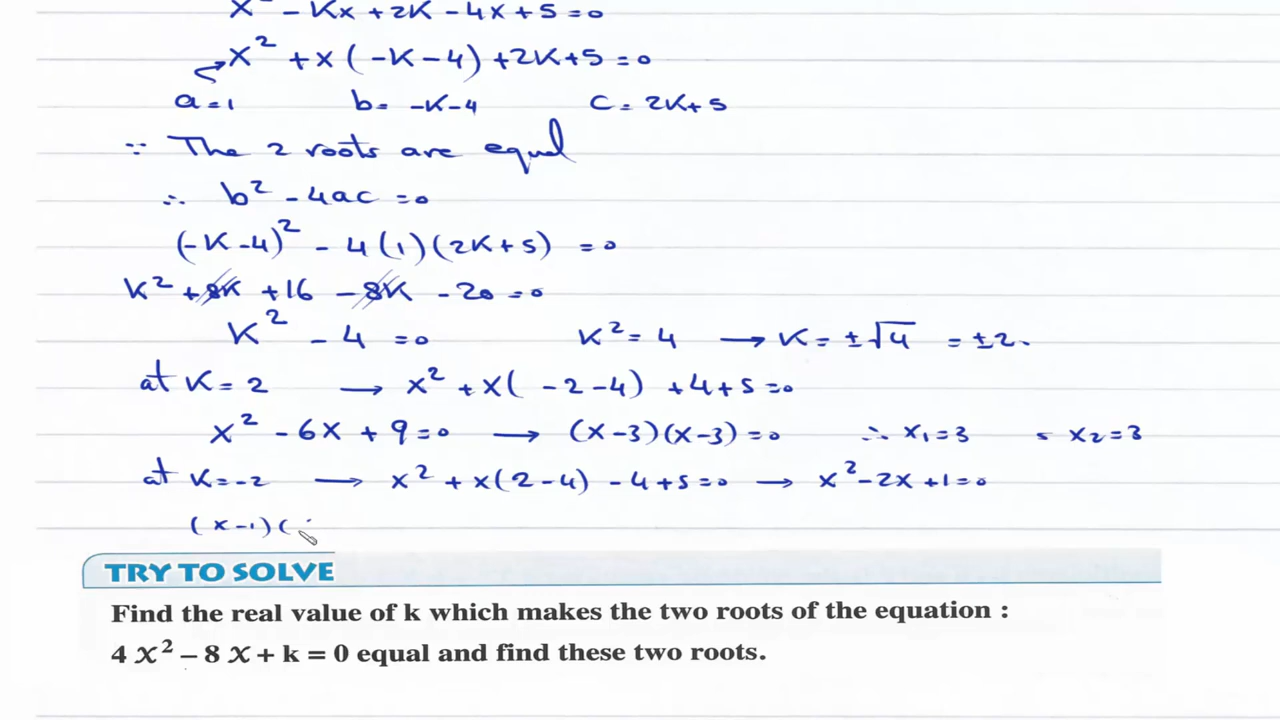 x² - Kx + 2K - 4x + 5 = 0
x² + x(-K-4) + 2K + 5 = 0
a = 1 b = -K-4 c = 2K+5
∵ The 2 roots are equal
∴ b² - 4ac = 0
(-K-4)² - 4(1)(2K+5) = 0
K² + 8K + 16 - 8K - 20 = 0
K² - 4 = 0 K² = 4 → K = ±√4 = ±2.
at K = 2 → x² + x(-2-4) + 4 + 5 = 0
x² - 6x + 9 = 0 → (x-3)(x-3) = 0 ∴ x₁ = 3 , x₂ = 3
at K = -2 → x² + x(2-4) - 4 + 5 = 0 → x² - 2x + 1 = 0
(x-1)(
TRY TO SOLVE
Find the real value of k which makes the two roots of the equation :
4 x² – 8 x + k = 0 equal and find these two roots.